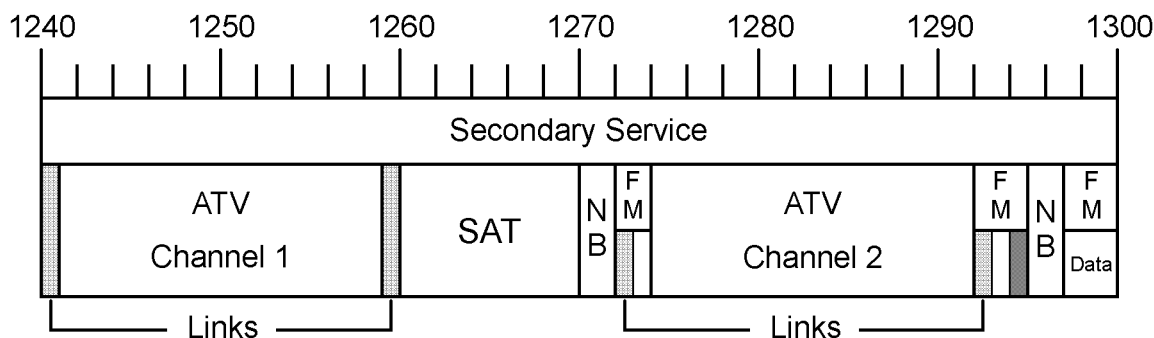 1240 1250 1260 1270 1280 1290 1300
Secondary Service
ATV
Channel 1
SAT
N
B
F
M
ATV
Channel 2
F
M
N
B
F
M
Data
Links
Links